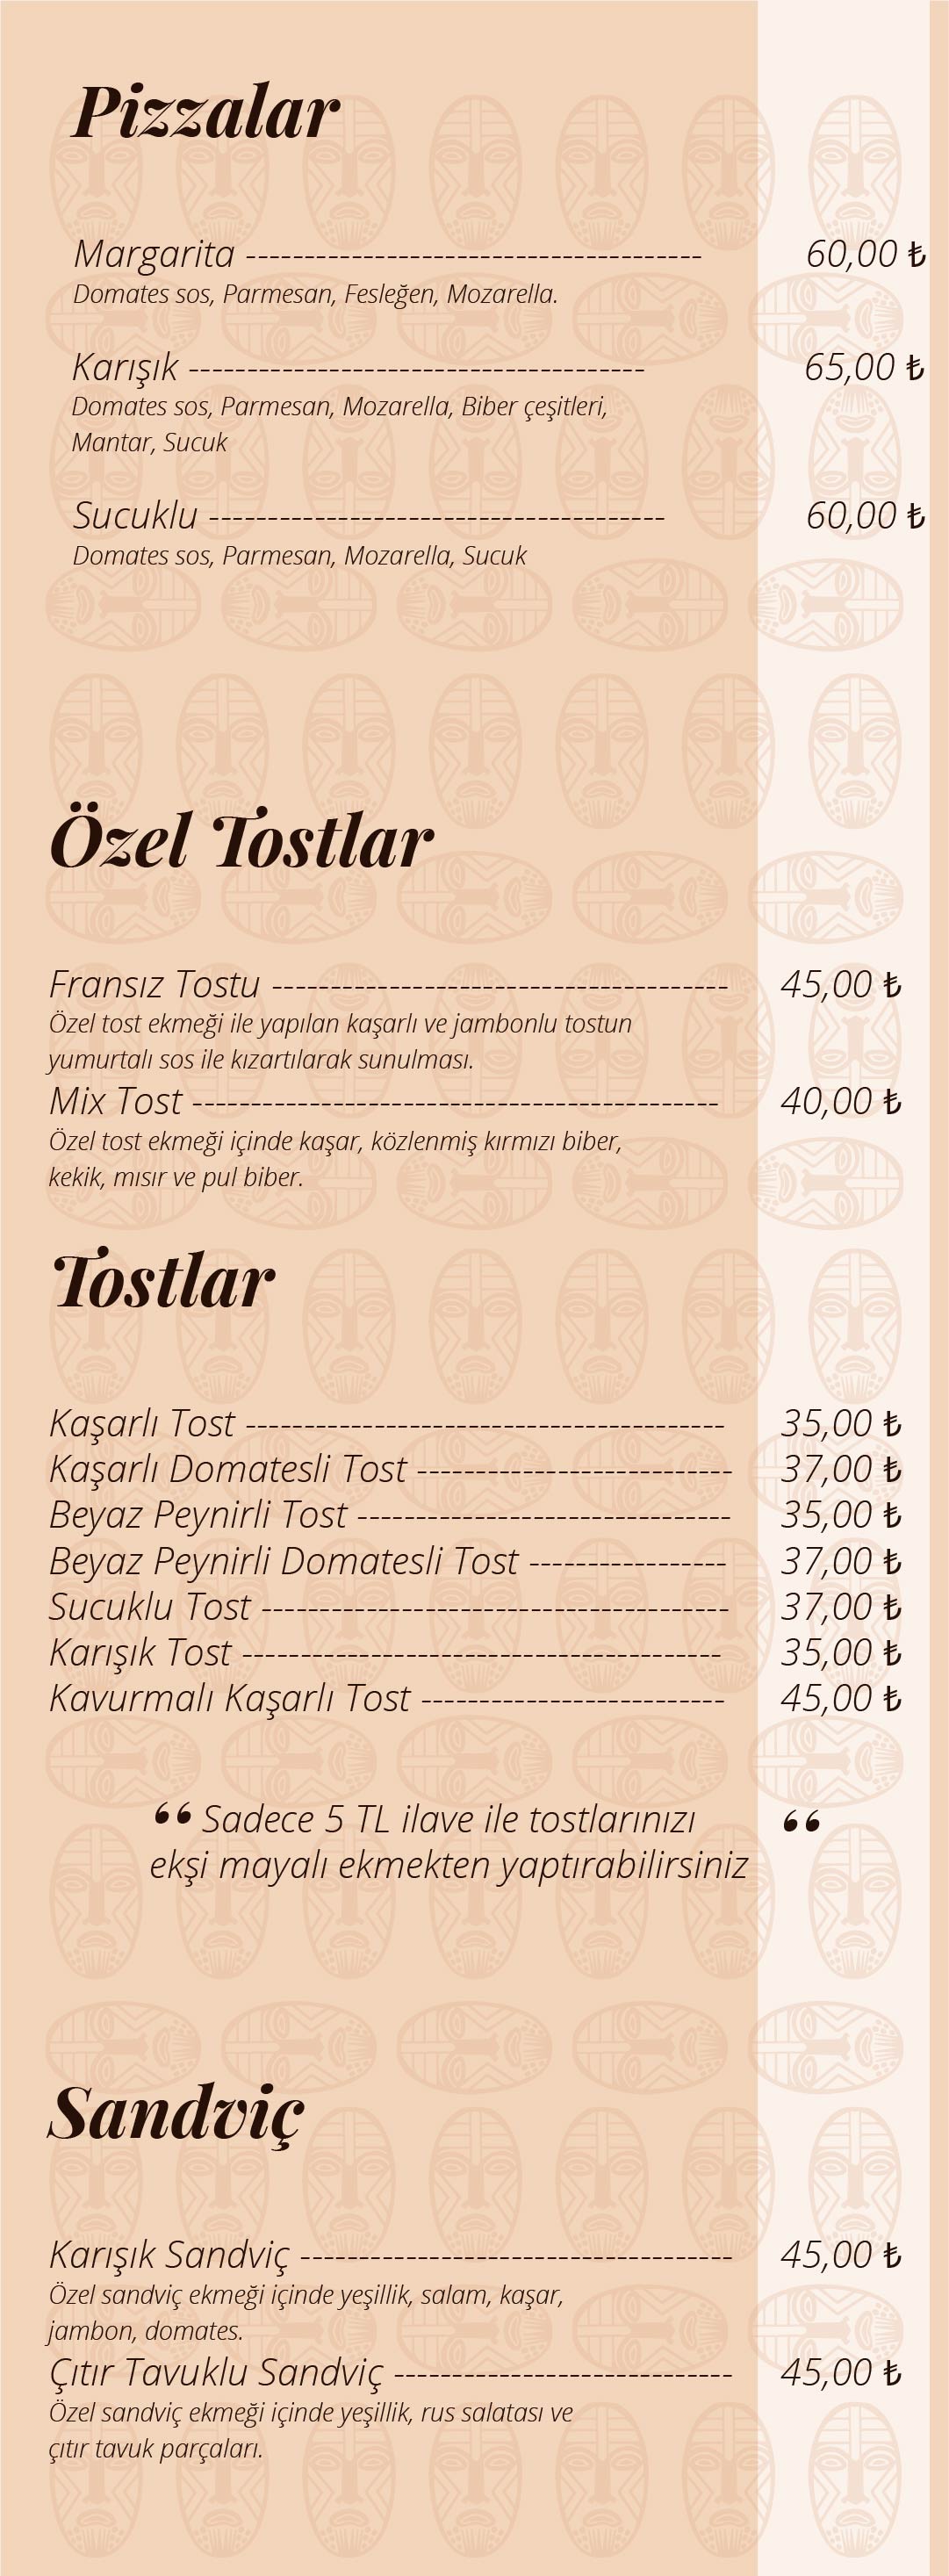 Pizzalar
Margarita --------------------------------------- 60,00 ₺
Domates sos, Parmesan, Fesleğen, Mozarella.
Karışık --------------------------------------- 65,00 ₺
Domates sos, Parmesan, Mozarella, Biber çeşitleri,
Mantar, Sucuk
Sucuklu --------------------------------------- 60,00 ₺
Domates sos, Parmesan, Mozarella, Sucuk
Özel Tostlar
Fransız Tostu --------------------------------------- 45,00 ₺
Özel tost ekmeği ile yapılan kaşarlı ve jambonlu tostun
yumurtalı sos ile kızartılarak sunulması.
Mix Tost --------------------------------------------- 40,00 ₺
Özel tost ekmeği içinde kaşar, közlenmiş kırmızı biber,
kekik, mısır ve pul biber.
Tostlar
Kaşarlı Tost ----------------------------------------- 35,00 ₺
Kaşarlı Domatesli Tost --------------------------- 37,00 ₺
Beyaz Peynirli Tost -------------------------------- 35,00 ₺
Beyaz Peynirli Domatesli Tost ----------------- 37,00 ₺
Sucuklu Tost ---------------------------------------- 37,00 ₺
Karışık Tost ----------------------------------------- 35,00 ₺
Kavurmalı Kaşarlı Tost -------------------------- 45,00 ₺
“ Sadece 5 TL ilave ile tostlarınızı “
ekşi mayalı ekmekten yaptırabilirsiniz
Sandviç
Karışık Sandviç ------------------------------------- 45,00 ₺
Özel sandviç ekmeği içinde yeşillik, salam, kaşar,
jambon, domates.
Çıtır Tavuklu Sandviç ----------------------------- 45,00 ₺
Özel sandviç ekmeği içinde yeşillik, rus salatası ve
çıtır tavuk parçaları.